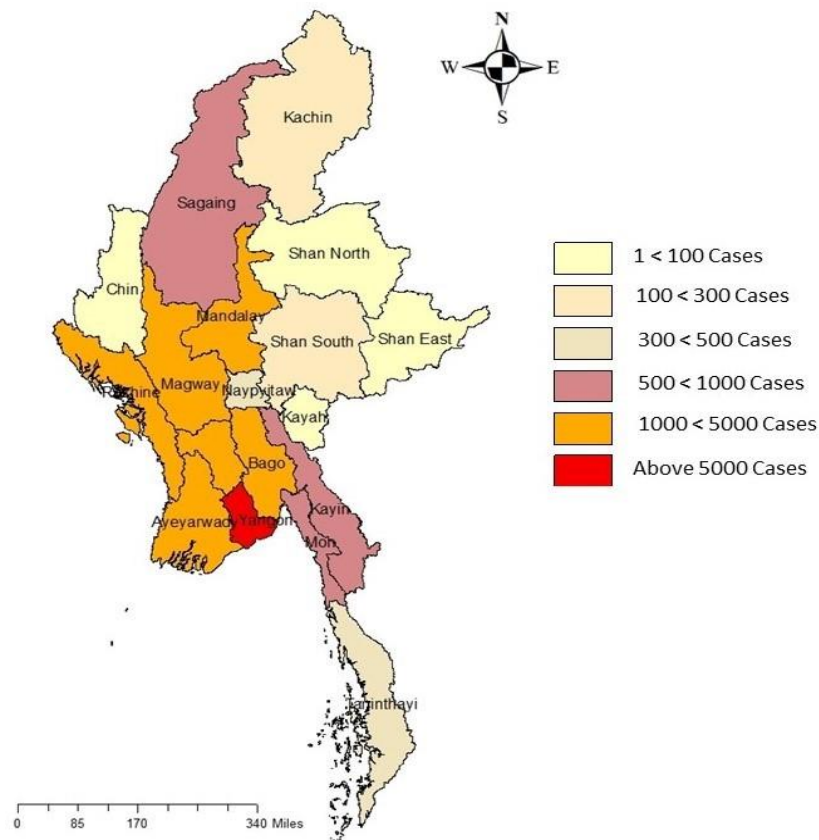 N
W E
S
Kachin
Sagaing
Shan North
Chin
Mandalay
Shan South
Shan East
Rakhine
Magway
Naypyitaw
Kayah
Bago
Kayin
Ayeyarwady
Yangon
Mon
Taninthayi
1 < 100 Cases
100 < 300 Cases
300 < 500 Cases
500 < 1000 Cases
1000 < 5000 Cases
Above 5000 Cases
0 85 170 340 Miles